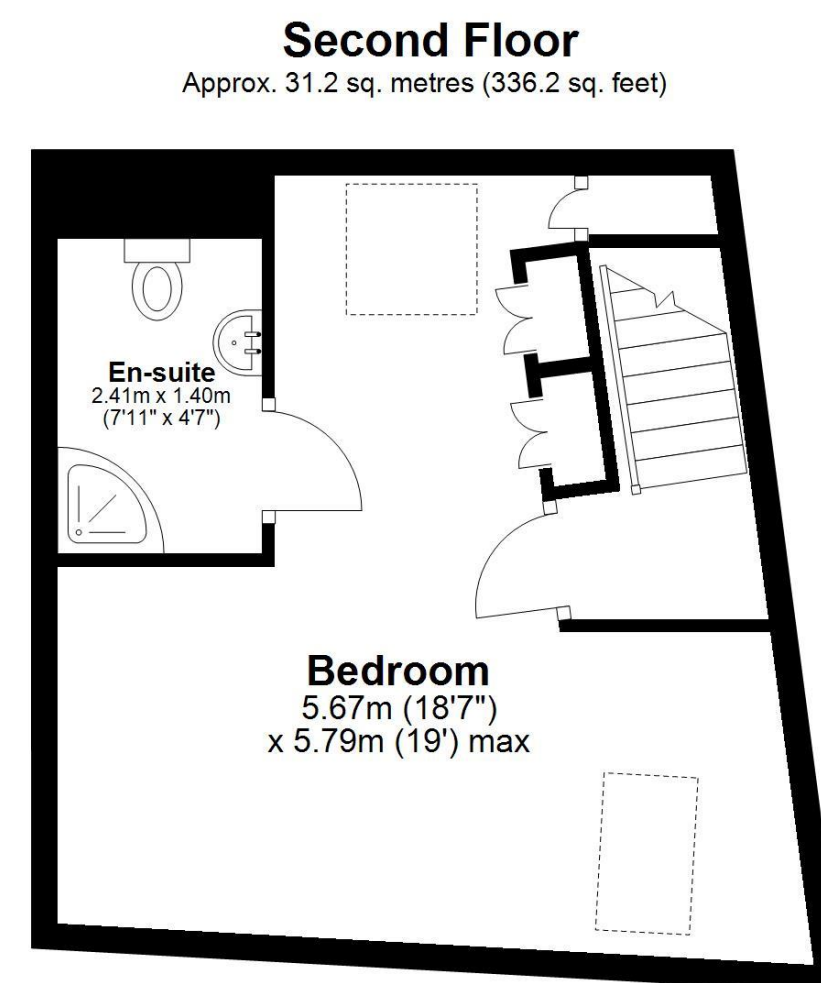 Second Floor
Approx. 31.2 sq. metres (336.2 sq. feet)
En-suite
2.41m x 1.40m
(7'11" x 4'7")
Bedroom
5.67m (18'7")
x 5.79m (19') max